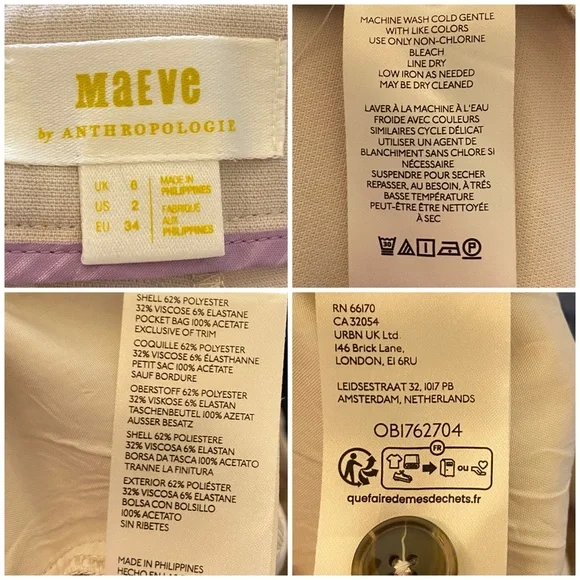 MaEve
by ANTHROPOLOGIE
UK 6
US 2
EU 34
MADE IN
PHILIPPINES
FABRIQUÉ
AUX
PHILIPPINES
MACHINE WASH COLD GENTLE
WITH LIKE COLORS
USE ONLY NON-CHLORINE
BLEACH
LINE DRY
LOW IRON AS NEEDED
MAY BE DRY CLEANED
LAVER À LA MACHINE À L'EAU
FROIDE AVEC COULEURS
SIMILAIRES CYCLE DÉLICAT
UTILISER UN AGENT DE
BLANCHIMENT SANS CHLORE SI
NÉCESSAIRE
SUSPENDRE POUR SECHER
REPASSER, AU BESOIN, À TRÉS
BASSE TEMPÉRATURE
PEUT-ÊTRE ÊTRE NETTOYÉE
À SEC
30
P
SHELL 62% POLYESTER
32% VISCOSE 6% ELASTANE
POCKET BAG 100% ACETATE
EXCLUSIVE OF TRIM
COQUILLE 62% POLYESTER
32% VISCOSE 6% ÉLASTHANNE
PETIT SAC 100% ACÉTATE
SAUF BORDURE
OBERSTOFF 62% POLYESTER
32% VISKOSE 6% ELASTAN
TASCHENBEUTEL 100% AZETAT
AUSSER BESATZ
SHELL 62% POLIESTERE
32% VISCOSA 6% ELASTAN
BORSA DA TASCA 100% ACETATO
TRANNE LA FINITURA
EXTERIOR 62% POLIÉSTER
32% VISCOSA 6% ELASTANO
BOLSA CON BOLSILLO
100% ACETATO
SIN RIBETES
MADE IN PHILIPPINES
HECHO EN
RN 66170
CA 32054
URBN UK Ltd.
146 Brick Lane,
LONDON, E1 6RU
LEIDSESTRAAT 32, 1017 PB
AMSTERDAM, NETHERLANDS
OB1762704
FR
OU
quefairedemesdechets.fr